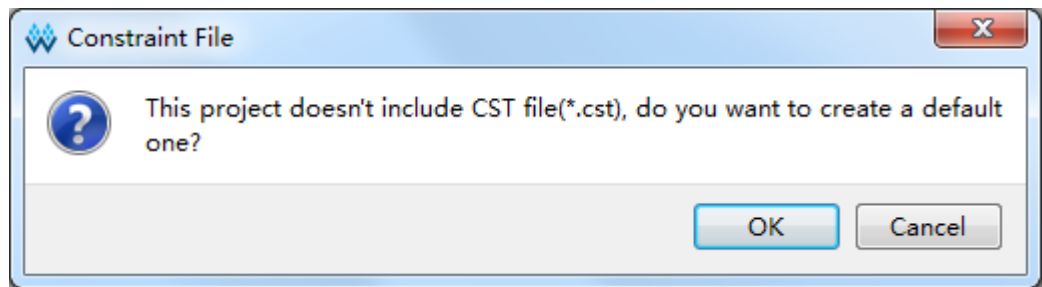 Constraint File
This project doesn't include CST file(*.cst), do you want to create a default
one?
OK
Cancel